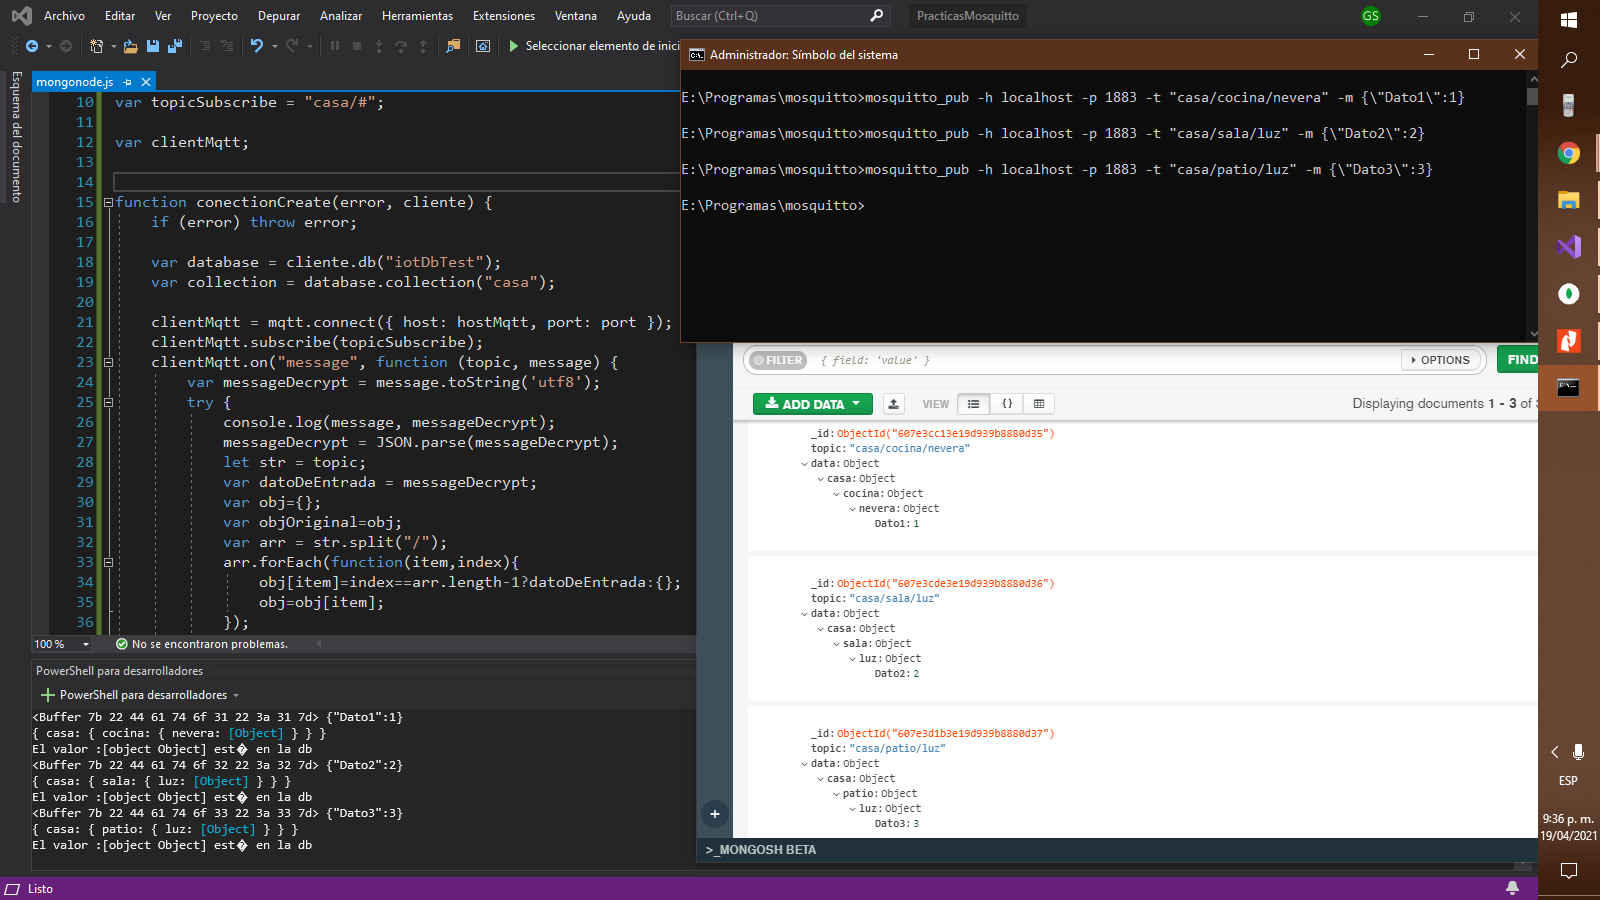 Archivo Editar Ver Proyecto Depurar Analizar Herramientas Extensiones Ventana Ayuda Buscar (Ctrl+Q) PracticasMosquitto GS
Seleccionar elemento de inici
Esquema del documento
mongonode.js
10 var topicSubscribe = "casa/#";
11
12 var clientMqtt;
13
14
15 function conectionCreate(error, cliente) {
16 if (error) throw error;
17
18 var database = cliente.db("iotDbTest");
19 var collection = database.collection("casa");
20
21 clientMqtt = mqtt.connect({ host: hostMqtt, port: port });
22 clientMqtt.subscribe(topicSubscribe);
23 clientMqtt.on("message", function (topic, message) {
24 var messageDecrypt = message.toString('utf8');
25 try {
26 console.log(message, messageDecrypt);
27 messageDecrypt = JSON.parse(messageDecrypt);
28 let str = topic;
29 var datoDeEntrada = messageDecrypt;
30 var obj={};
31 var objOriginal=obj;
32 var arr = str.split("/");
33 arr.forEach(function(item,index){
34 obj[item]=index==arr.length-1?datoDeEntrada:{};
35 obj=obj[item];
36 });
100 % No se encontraron problemas.
PowerShell para desarrolladores
PowerShell para desarrolladores
<Buffer 7b 22 44 61 74 6f 31 22 3a 31 7d> {"Dato1":1}
{ casa: { cocina: { nevera: [Object] } } }
El valor :[object Object] est� en la db
<Buffer 7b 22 44 61 74 6f 32 22 3a 32 7d> {"Dato2":2}
{ casa: { sala: { luz: [Object] } } }
El valor :[object Object] est� en la db
<Buffer 7b 22 44 61 74 6f 33 22 3a 33 7d> {"Dato3":3}
{ casa: { patio: { luz: [Object] } } }
El valor :[object Object] est� en la db
Listo
Administrador: Símbolo del sistema
E:\Programas\mosquitto>mosquitto_pub -h localhost -p 1883 -t "casa/cocina/nevera" -m {\"Dato1\":1}
E:\Programas\mosquitto>mosquitto_pub -h localhost -p 1883 -t "casa/sala/luz" -m {\"Dato2\":2}
E:\Programas\mosquitto>mosquitto_pub -h localhost -p 1883 -t "casa/patio/luz" -m {\"Dato3\":3}
E:\Programas\mosquitto>
FILTER { field: 'value' } OPTIONS FIND
ADD DATA VIEW {} Displaying documents 1 - 3 of
_id: ObjectId("607e3cc13e19d939b8880d35")
topic: "casa/cocina/nevera"
data: Object
casa: Object
cocina: Object
nevera: Object
Dato1: 1
_id: ObjectId("607e3cde3e19d939b8880d36")
topic: "casa/sala/luz"
data: Object
casa: Object
sala: Object
luz: Object
Dato2: 2
_id: ObjectId("607e3d1b3e19d939b8880d37")
topic: "casa/patio/luz"
data: Object
casa: Object
patio: Object
luz: Object
Dato3: 3
>_MONGOSH BETA
ESP
9:36 p. m.
19/04/2021